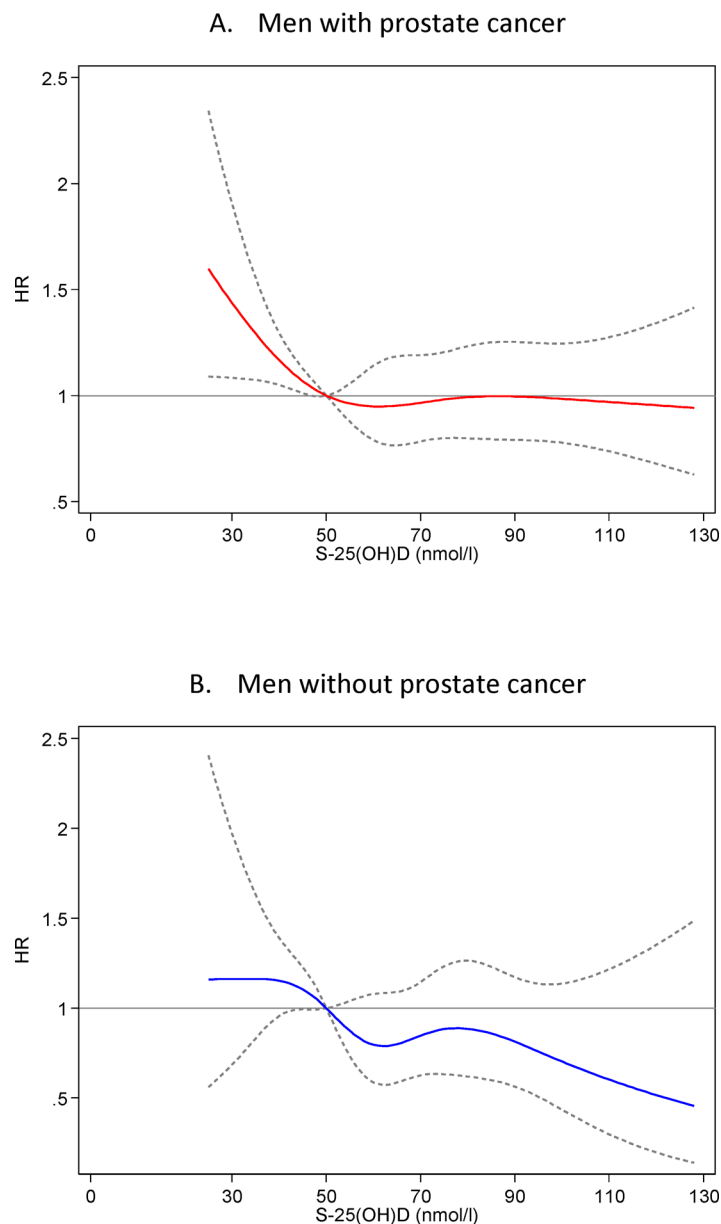 A. Men with prostate cancer
2.5
2
1.5
1
.5
HR
0 30 50 70 90 110 130
S-25(OH)D (nmol/l)
B. Men without prostate cancer
2.5
2
1.5
1
.5
HR
0 30 50 70 90 110 130
S-25(OH)D (nmol/l)